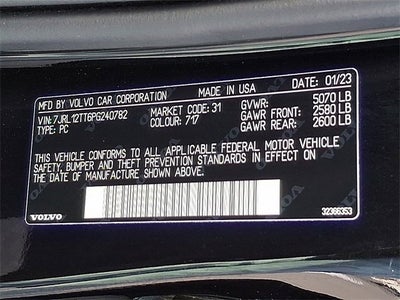 MFD. BY VOLVO CAR CORPORATION MADE IN USA DATE: 01/23
VIN: 7JRL12TT6PG240782 MARKET CODE: 31 GVWR: 5070 LB
TYPE: PC COLOUR: 717 GAWR FRONT: 2580 LB
GAWR REAR: 2600 LB
THIS VEHICLE CONFORMS TO ALL APPLICABLE FEDERAL MOTOR VEHICLE
SAFETY, BUMPER AND THEFT PREVENTION STANDARDS IN EFFECT ON
THE DATE OF MANUFACTURE SHOWN ABOVE.
VOLVO 32366353